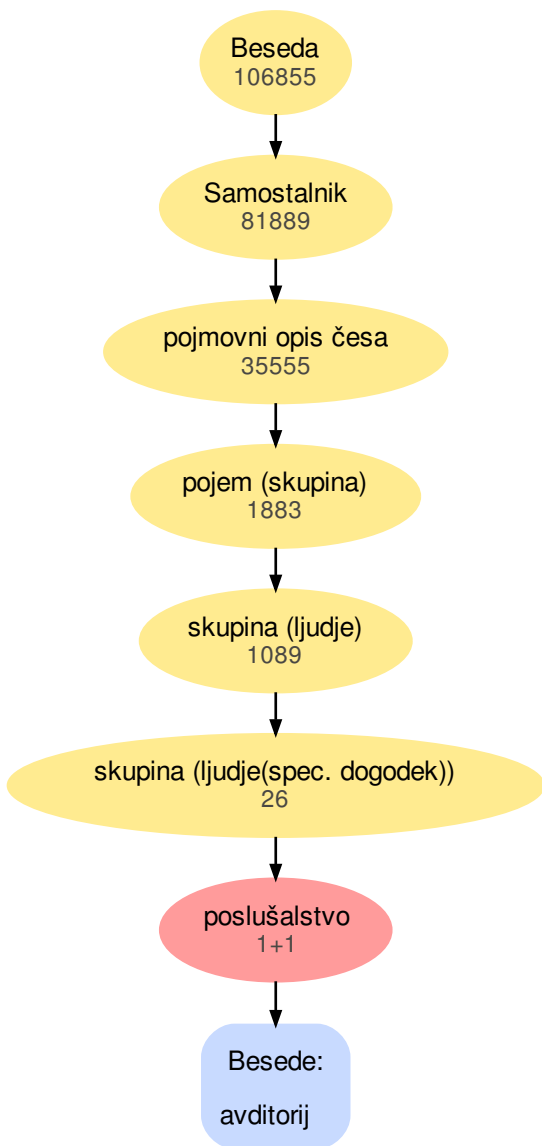 Beseda
106855
Samostalnik
81889
pojmovni opis česa
35555
pojem (skupina)
1883
skupina (ljudje)
1089
skupina (ljudje(spec. dogodek))
26
poslušalstvo
1+1
Besede:
avditorij